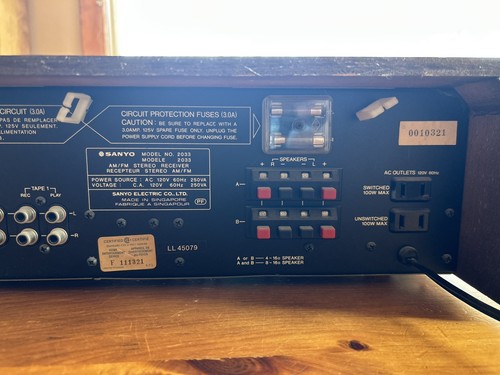 CIRCUIT (3.0A)
PAS DE REMPLACER
125V SEULEMENT.
ALIMENTATION
CIRCUIT PROTECTION FUSES (3.0A)
CAUTION: BE SURE TO REPLACE WITH A
3.0AMP. 125V SPARE FUSE ONLY. UNPLUG THE
POWER SUPPLY CORD BEFORE CHANGING FUSE.
SANYO MODEL NO. 2033
MODELE 2033
AM/FM STEREO RECEIVER
RECEPTEUR STEREO AM/FM
POWER SOURCE : AC 120V 60Hz 250VA
VOLTAGE : C.A. 120V 60Hz 250VA
SANYO ELECTRIC CO.,LTD.
MADE IN SINGAPORE
FABRIQUE A SINGAPOUR
TAPE 1
REC PLAY
L
R
CERTIFIED
F 111321
LL 45079
SPEAKERS
+ R - - L +
A
B
A or B — 4-16Ω SPEAKER
A and B — 8-16Ω SPEAKER
0010321
AC OUTLETS 120V 60Hz
SWITCHED
100W MAX
UNSWITCHED
100W MAX